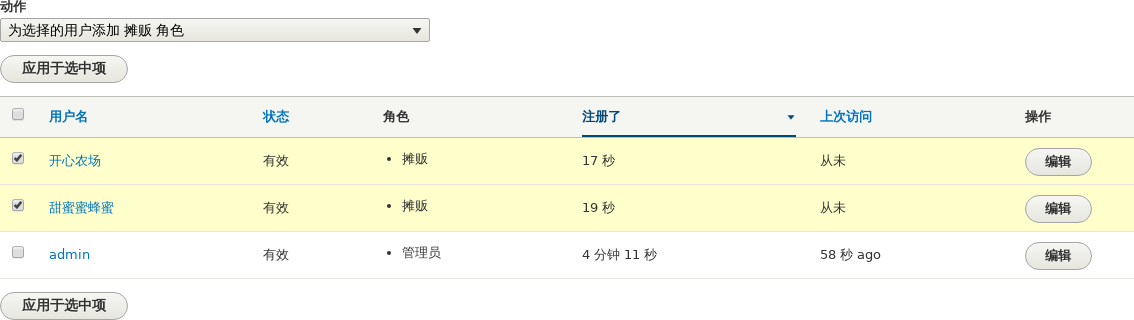 动作
为选择的用户添加 摊贩 角色
应用于选中项
用户名 状态 角色 注册了 上次访问 操作
开心农场 有效 • 摊贩 17 秒 从未 编辑
甜蜜蜜蜂蜜 有效 • 摊贩 19 秒 从未 编辑
admin 有效 • 管理员 4 分钟 11 秒 58 秒 ago 编辑
应用于选中项